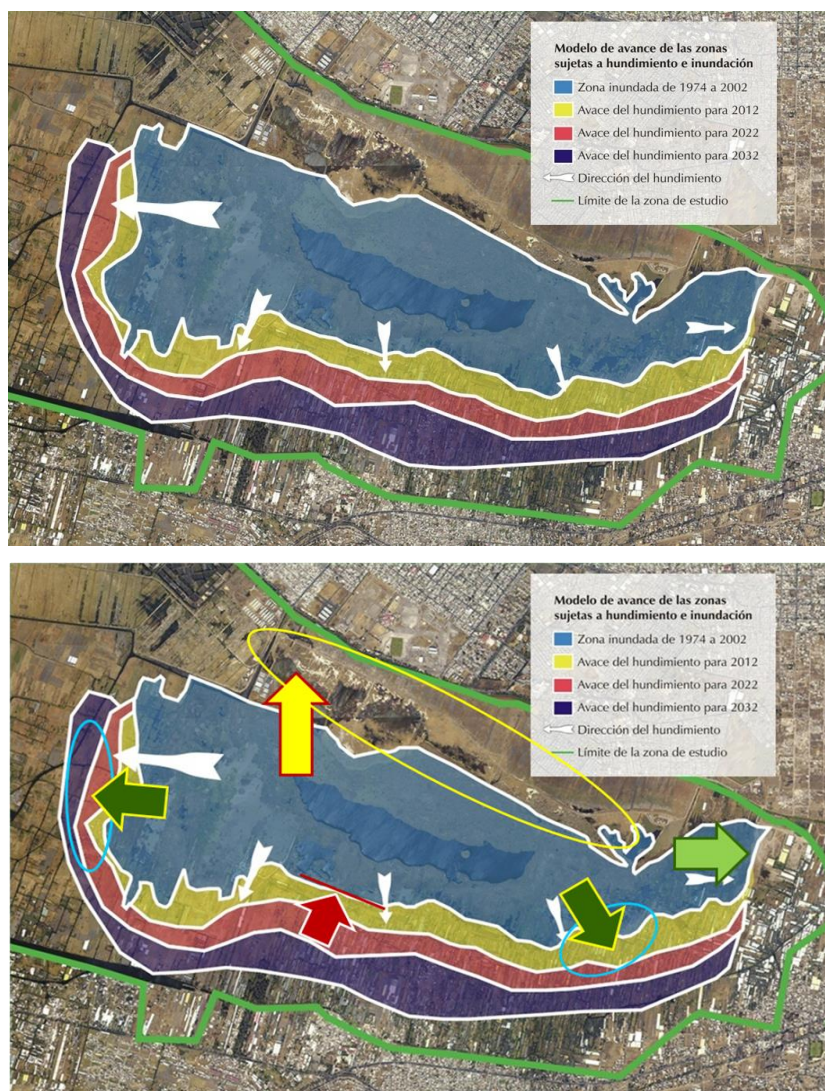 Modelo de avance de las zonas
sujetas a hundimiento e inundación
Zona inundada de 1974 a 2002
Avace del hundimiento para 2012
Avace del hundimiento para 2022
Avace del hundimiento para 2032
Dirección del hundimiento
Límite de la zona de estudio
Modelo de avance de las zonas
sujetas a hundimiento e inundación
Zona inundada de 1974 a 2002
Avace del hundimiento para 2012
Avace del hundimiento para 2022
Avace del hundimiento para 2032
Dirección del hundimiento
Límite de la zona de estudio